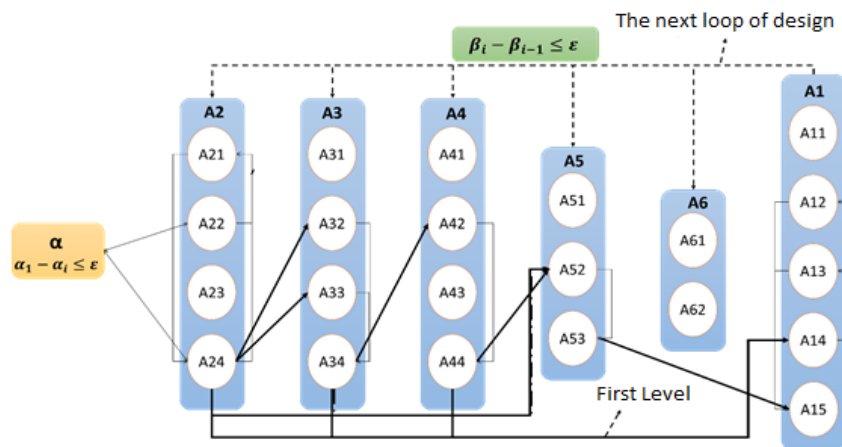 The next loop of design
βi − βi−1 ≤ ε
A2
A21
A22
A23
A24
A3
A31
A32
A33
A34
A4
A41
A42
A43
A44
A5
A51
A52
A53
A6
A61
A62
A1
A11
A12
A13
A14
A15
α
α1 − αi ≤ ε
First Level